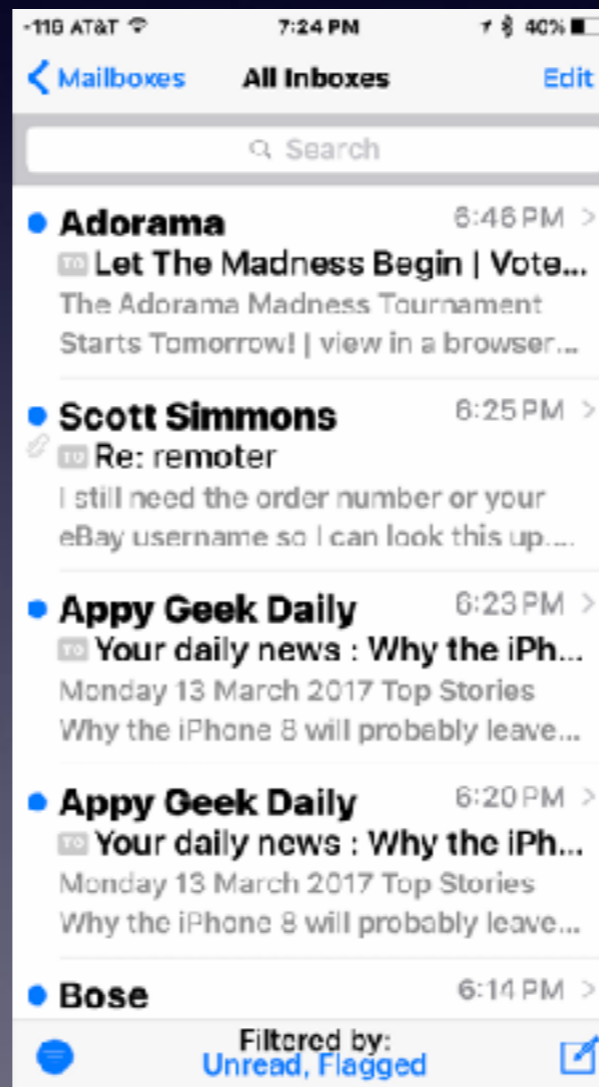 -116 AT&T 7:24 PM 40%
Mailboxes All Inboxes Edit
Search
Adorama 6:46 PM
TO Let The Madness Begin | Vote...
The Adorama Madness Tournament
Starts Tomorrow! | view in a browser...
Scott Simmons 6:25 PM
TO Re: remoter
I still need the order number or your
eBay username so I can look this up....
Appy Geek Daily 6:23 PM
TO Your daily news : Why the iPh...
Monday 13 March 2017 Top Stories
Why the iPhone 8 will probably leave...
Appy Geek Daily 6:20 PM
TO Your daily news : Why the iPh...
Monday 13 March 2017 Top Stories
Why the iPhone 8 will probably leave...
Bose 6:14 PM
Filtered by:
Unread, Flagged